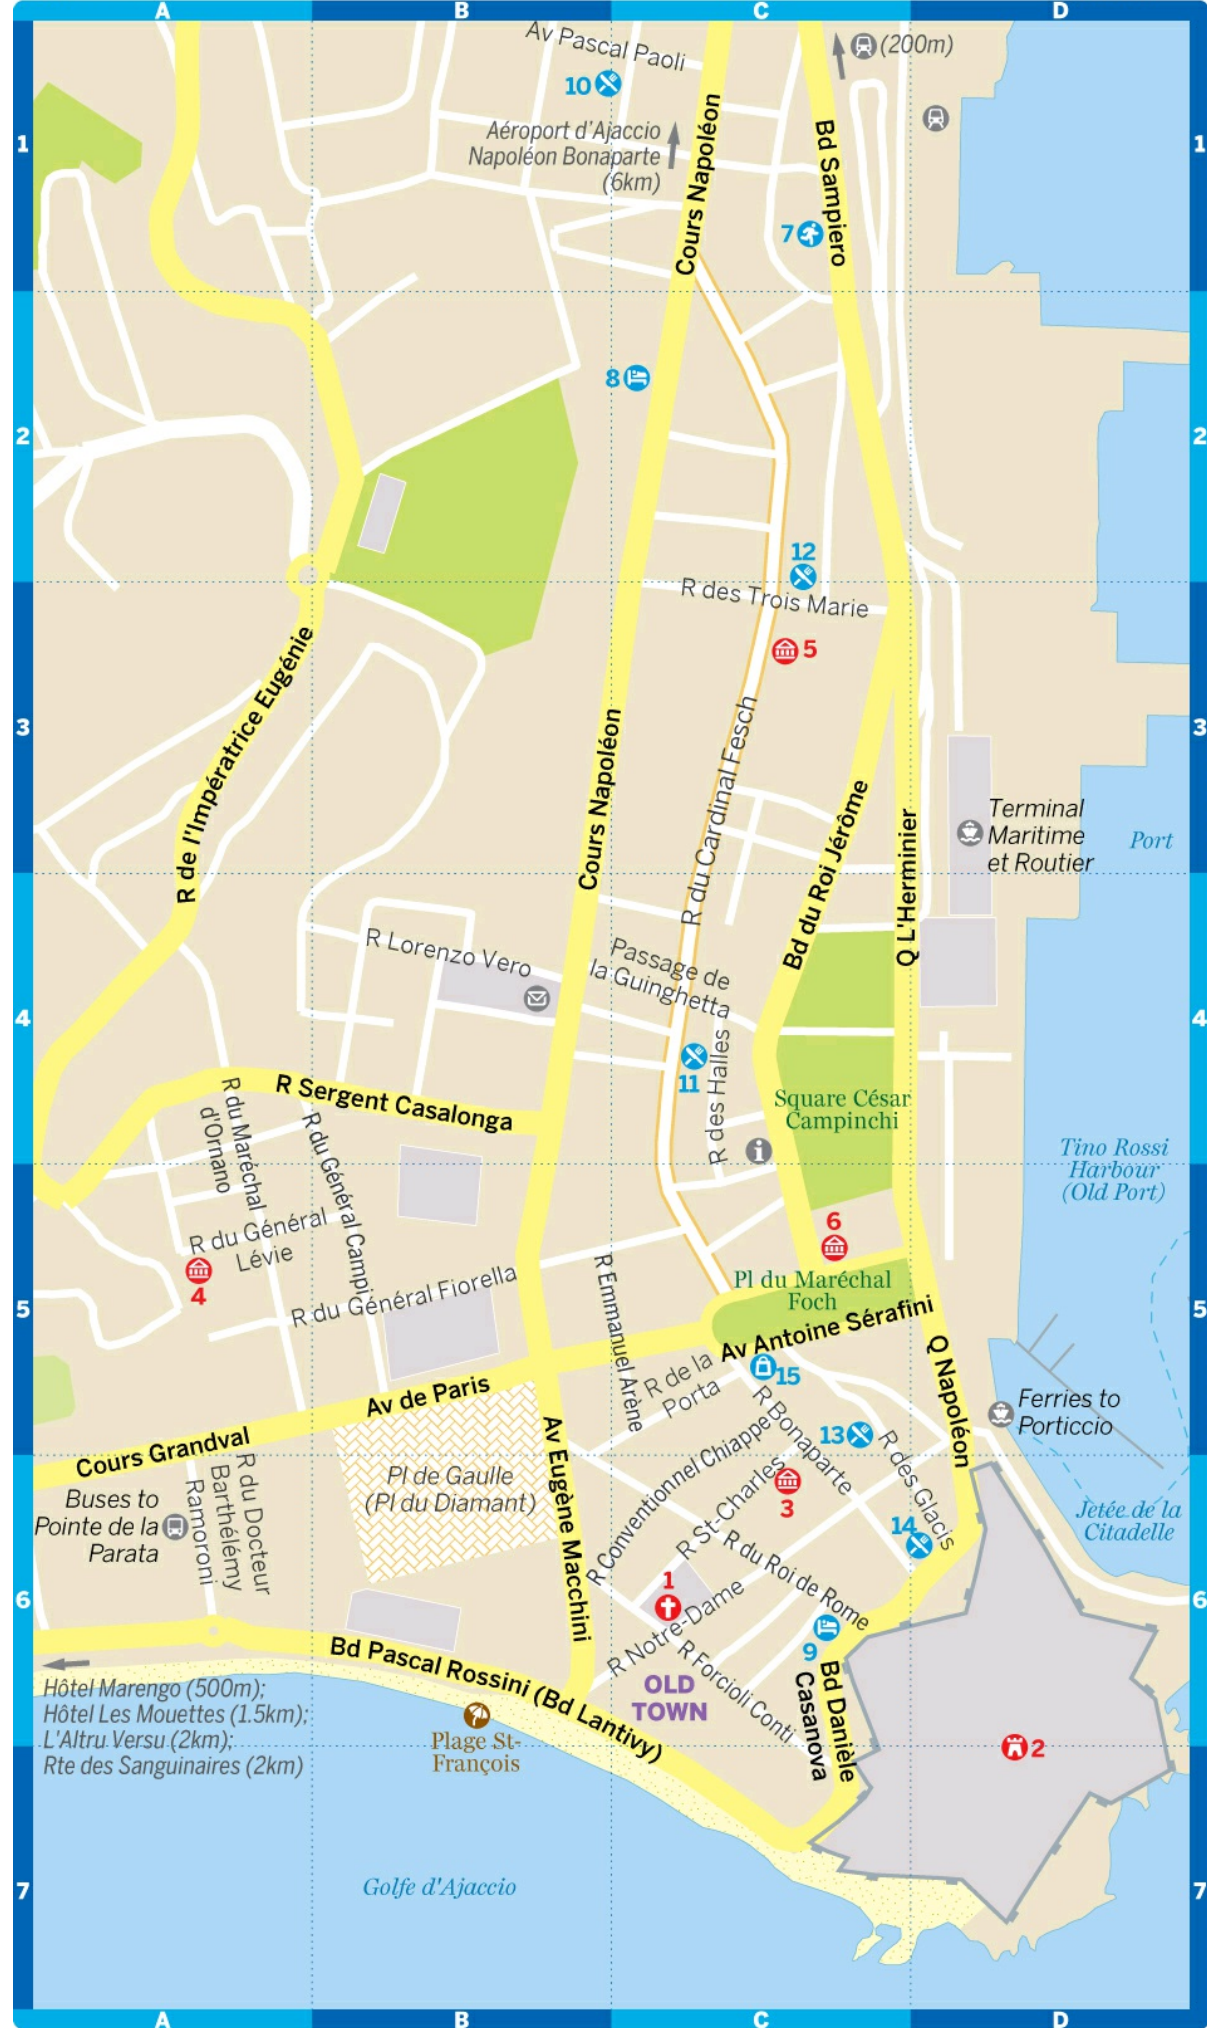 A
B
C
D
Av Pascal Paoli
(200m)
10
1
1
Aéroport d'Ajaccio
Napoléon Bonaparte
(6km)
Cours Napoléon
Bd Sampiero
7
8
2
2
12
R des Trois Marie
5
R de l'Impératrice Eugénie
3
3
Cours Napoléon
R du Cardinal Fesch
Bd du Roi Jérôme
Q L'Herminier
Terminal
Maritime
et Routier
Port
R Lorenzo Vero
Passage de
la Guinghetta
4
4
11
R des Halles
R Sergent Casalonga
Square César
Campinchi
R du Maréchal
d'Ornano
R du Général Campi
Tino Rossi
Harbour
(Old Port)
6
R du Général
Lévie
4
R du Général Fiorella
R Emmanuel Arène
Pl du Maréchal
Foch
5
5
Av Antoine Sérafini
Q Napoléon
R de la
Porta
15
Av de Paris
Ferries to
Porticcio
Cours Grandval
Av Eugène Macchini
R Bonaparte
13
R des Glacis
R Conventionnel Chiappe
Pl de Gaulle
(Pl du Diamant)
R St-Charles
3
Buses to
Pointe de la
Parata
R du Docteur
Barthélémy
Ramoroni
Jetée de la
Citadelle
14
R du Roi de Rome
1
6
6
R Notre-Dame
9
Bd Pascal Rossini (Bd Lantivy)
R Forcioli Conti
OLD
TOWN
Bd Danièle
Casanova
Hôtel Marengo (500m);
Hôtel Les Mouettes (1.5km);
L'Altru Versu (2km);
Rte des Sanguinaires (2km)
Plage St-
François
2
Golfe d'Ajaccio
7
7
A
B
C
D